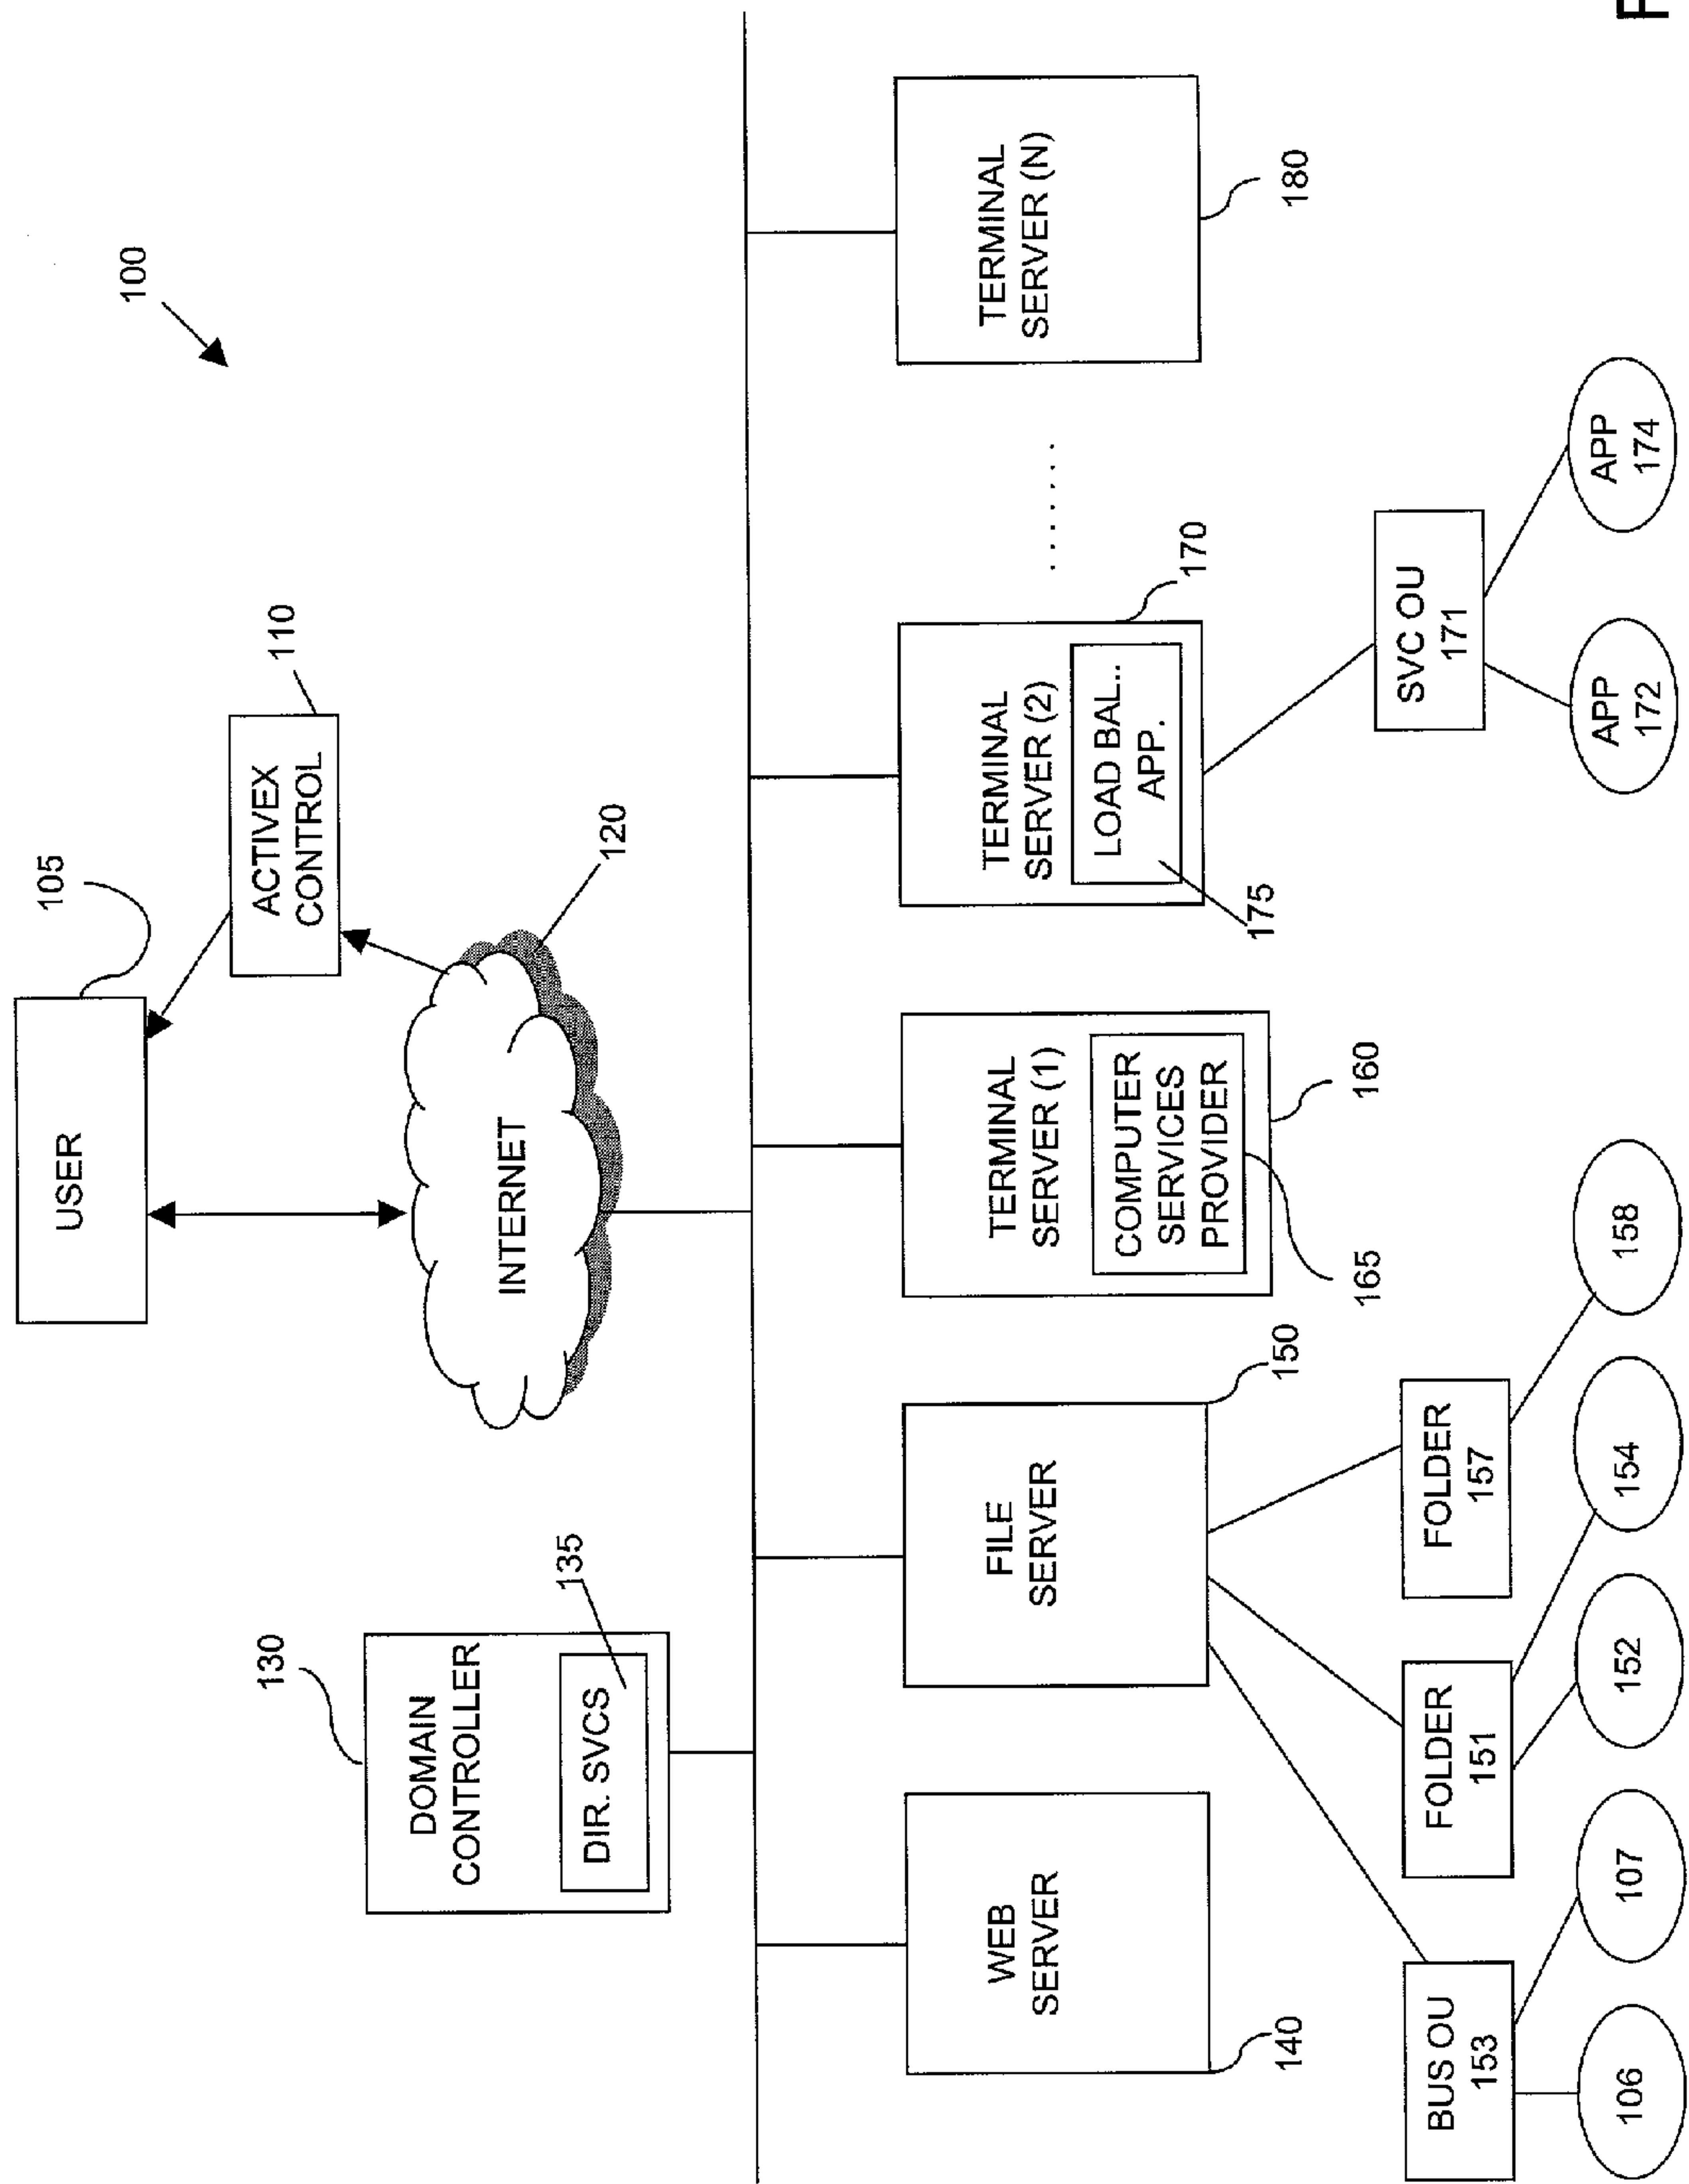 100
105
USER
110
ACTIVEX
CONTROL
120
INTERNET
130
DOMAIN
CONTROLLER
135
DIR. SVCS
WEB
SERVER
140
FILE
SERVER
150
TERMINAL
SERVER (1)
COMPUTER
SERVICES
PROVIDER
160
165
TERMINAL
SERVER (2)
LOAD BAL..
APP.
170
175
.......
TERMINAL
SERVER (N)
180
BUS OU
153
FOLDER
151
FOLDER
157
SVC OU
171
106
107
152
154
158
APP
172
APP
174
F